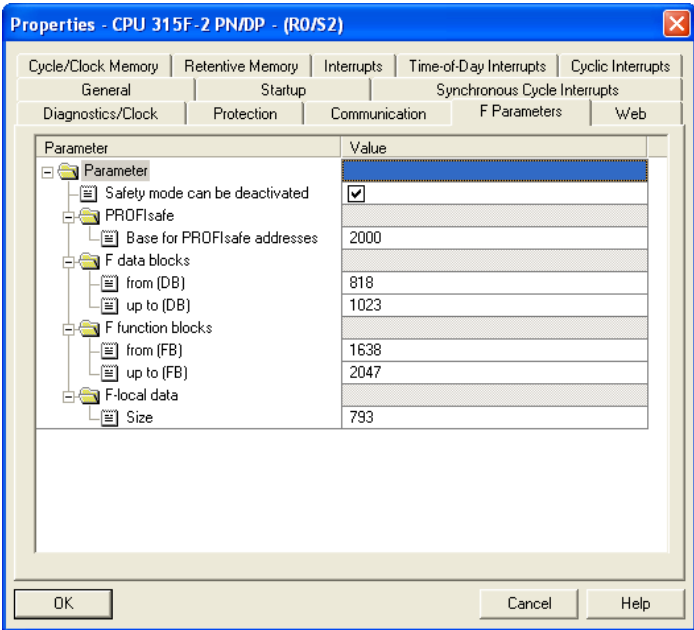 Properties - CPU 315F-2 PN/DP - (R0/S2)
Cycle/Clock Memory Retentive Memory Interrupts Time-of-Day Interrupts Cyclic Interrupts
General Startup Synchronous Cycle Interrupts
Diagnostics/Clock Protection Communication F Parameters Web
Parameter Value
Parameter
Safety mode can be deactivated
PROFIsafe
Base for PROFIsafe addresses 2000
F data blocks
from (DB) 818
up to (DB) 1023
F function blocks
from (FB) 1638
up to (FB) 2047
F-local data
Size 793
OK Cancel Help